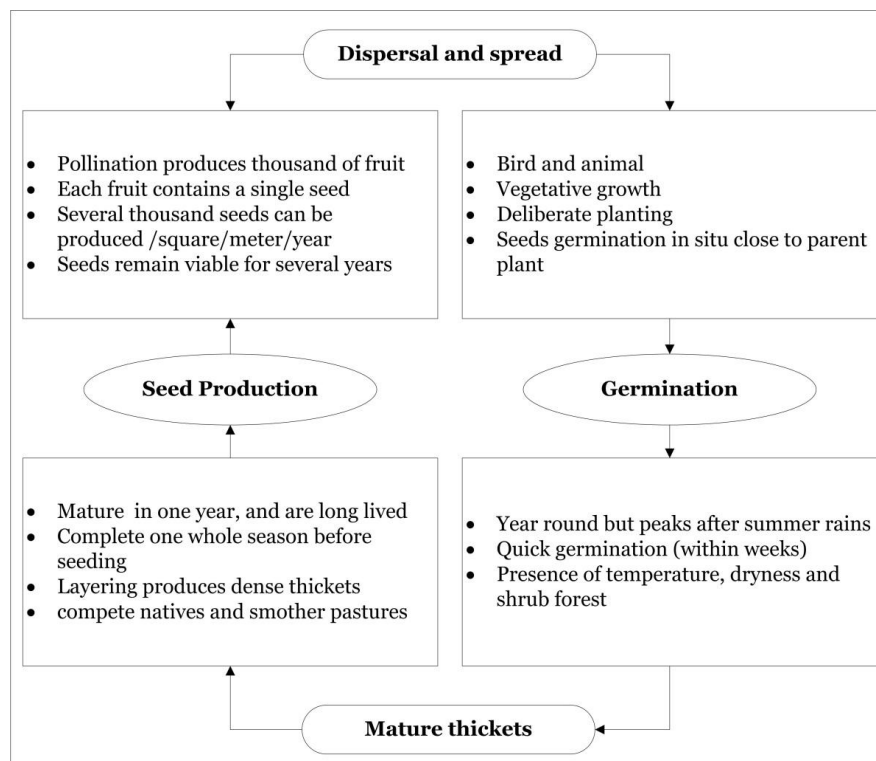 Dispersal and spread
• Pollination produces thousand of fruit
• Each fruit contains a single seed
• Several thousand seeds can be
produced /square/meter/year
• Seeds remain viable for several years
• Bird and animal
• Vegetative growth
• Deliberate planting
• Seeds germination in situ close to parent
plant
Seed Production
Germination
• Mature in one year, and are long lived
• Complete one whole season before
seeding
• Layering produces dense thickets
• compete natives and smother pastures
• Year round but peaks after summer rains
• Quick germination (within weeks)
• Presence of temperature, dryness and
shrub forest
Mature thickets